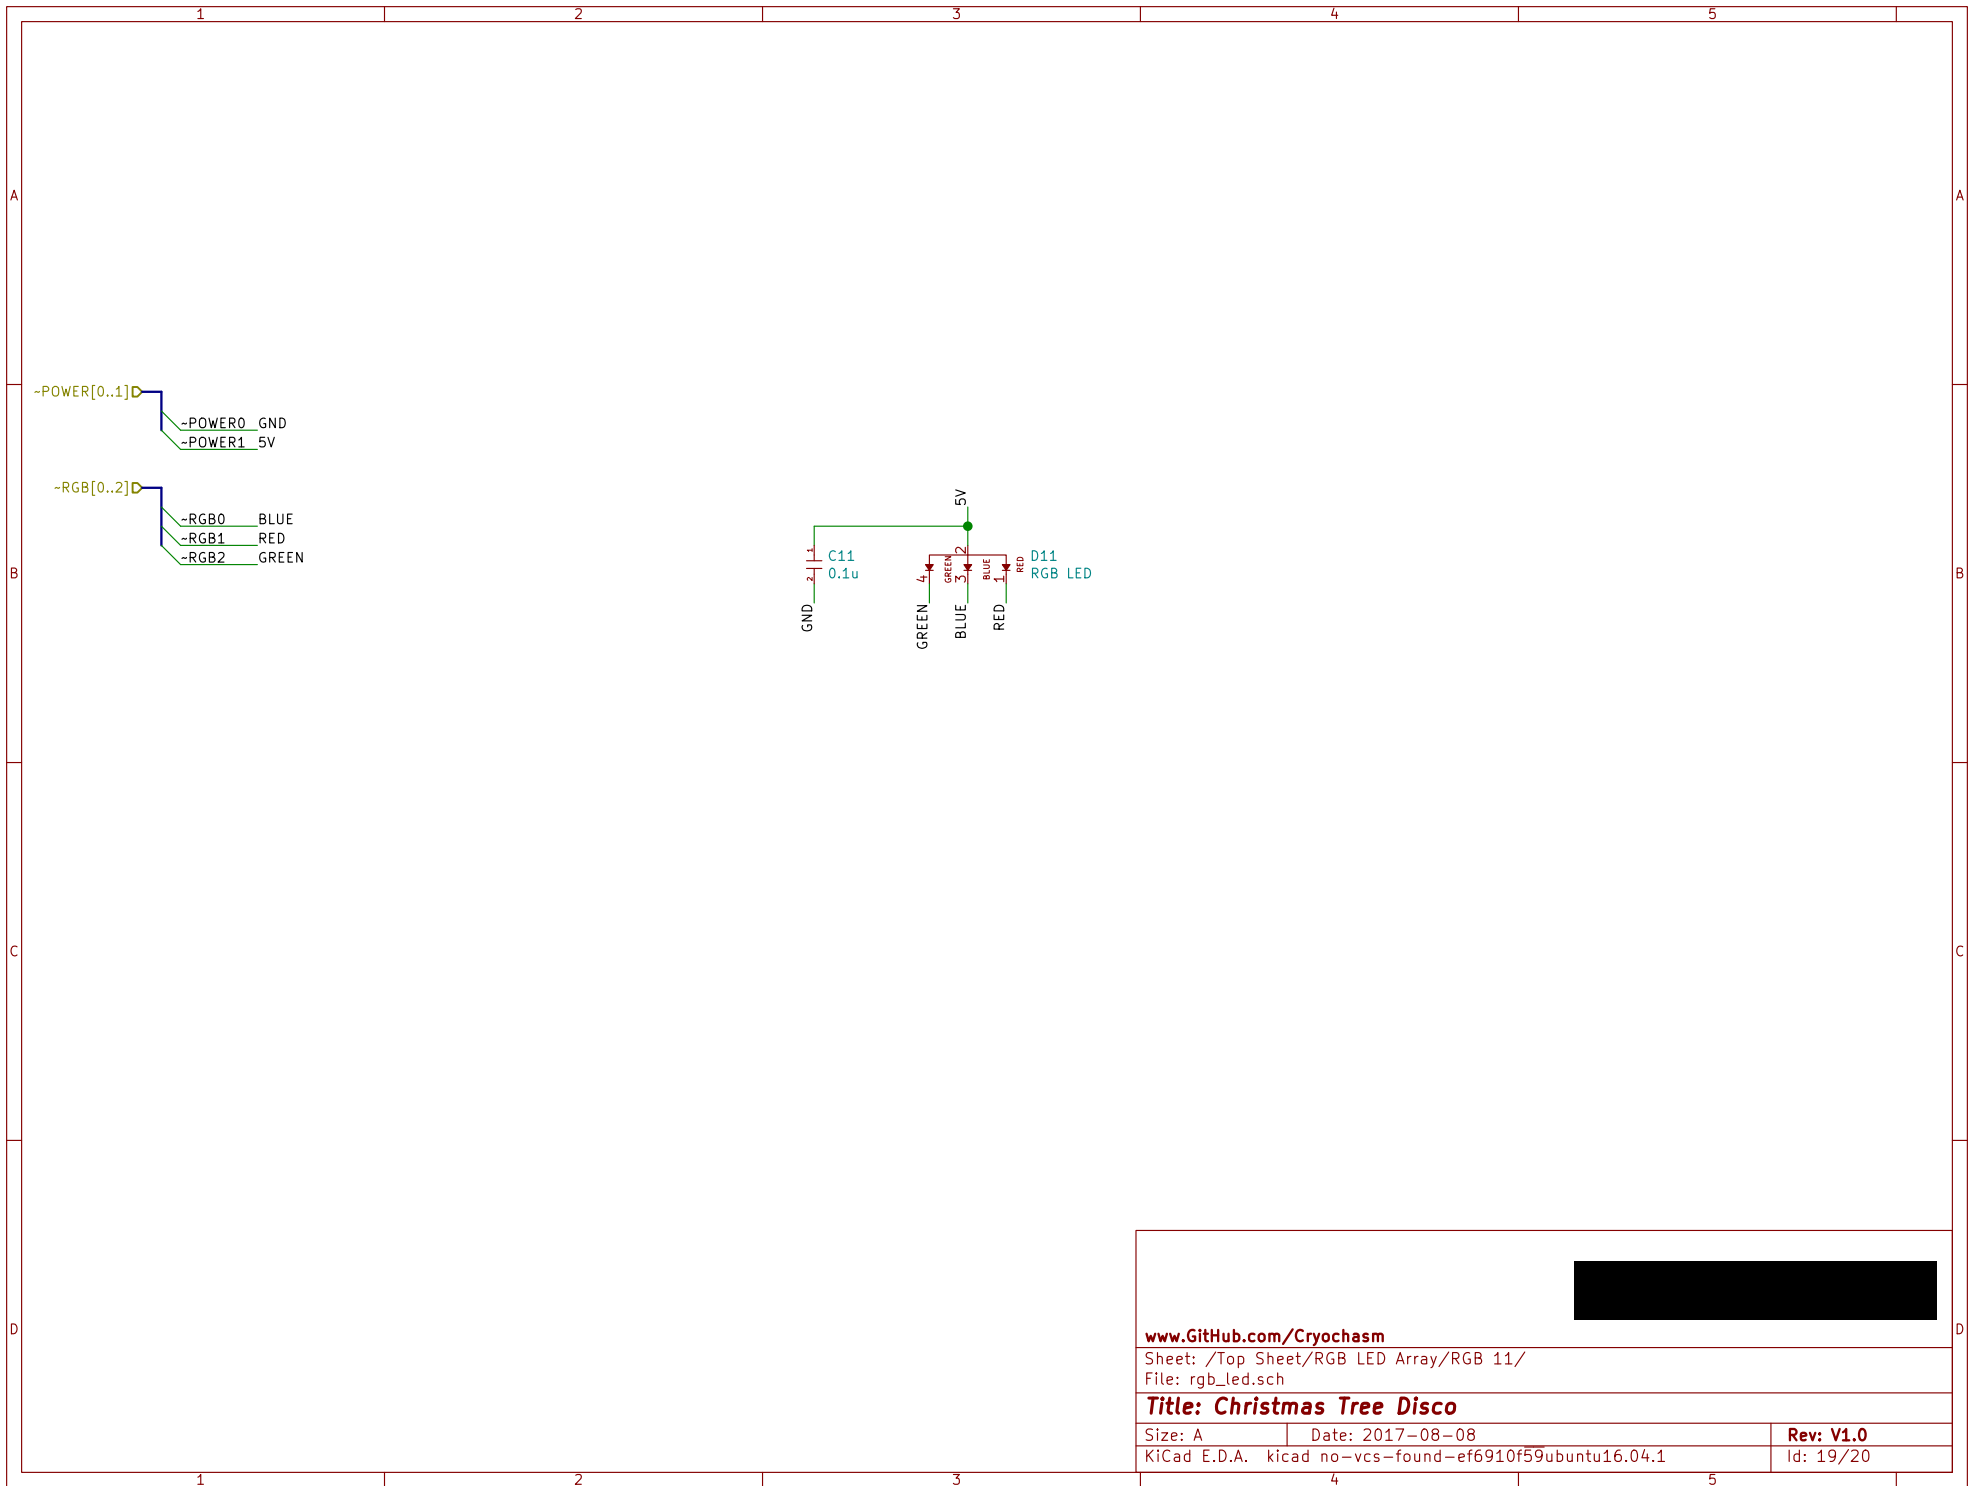 1 2 3 4 5
A A
~POWER[0..1]
~POWER0 GND
~POWER1 5V
~RGB[0..2]
~RGB0 BLUE
~RGB1 RED
~RGB2 GREEN
B B
5V
1
2
C11
0.1u
GND
2
GREEN
BLUE
RED
4
3
1
D11
RGB LED
GREEN
BLUE
RED
C C
D D
www.GitHub.com/Cryochasm
Sheet: /Top Sheet/RGB LED Array/RGB 11/
File: rgb_led.sch
Title: Christmas Tree Disco
Size: A Date: 2017-08-08 Rev: V1.0
KiCad E.D.A. kicad no-vcs-found-ef6910f59ubuntu16.04.1 Id: 19/20
1 2 3 4 5